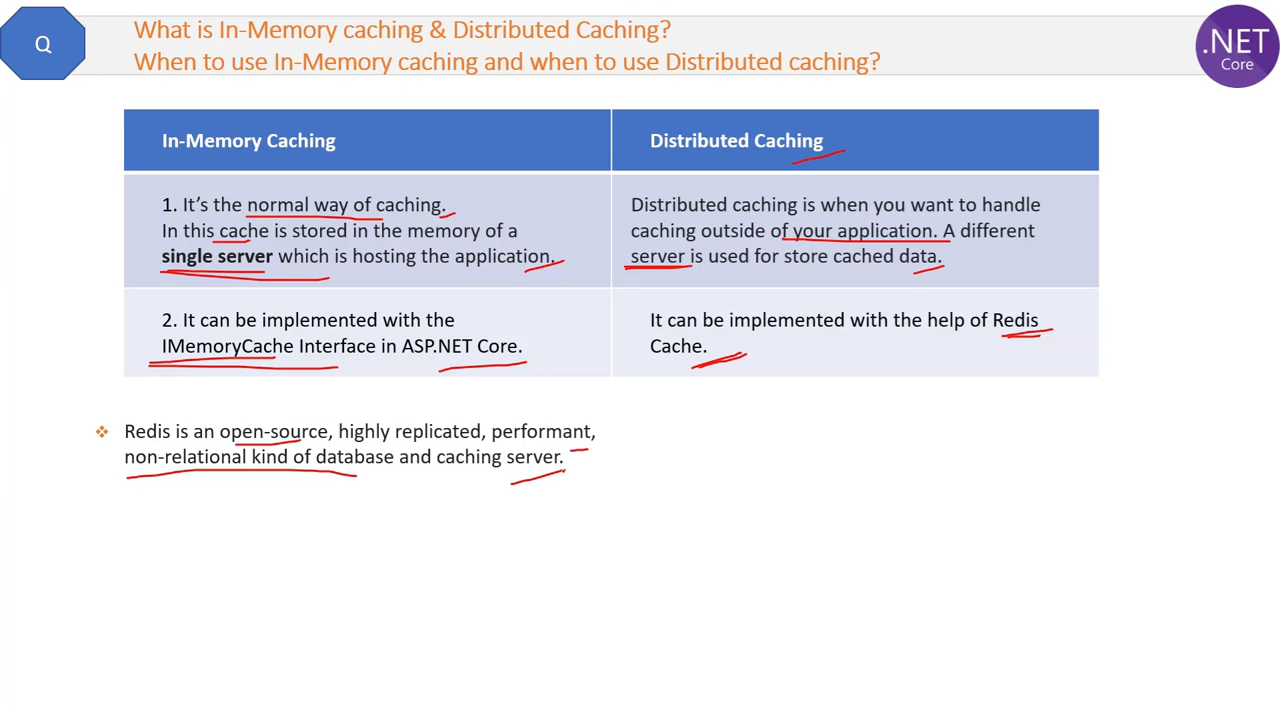 Q
What is In-Memory caching & Distributed Caching?
When to use In-Memory caching and when to use Distributed caching?
.NET
Core
In-Memory Caching
Distributed Caching
1. It's the normal way of caching.
In this cache is stored in the memory of a
single server which is hosting the application.
Distributed caching is when you want to handle
caching outside of your application. A different
server is used for store cached data.
2. It can be implemented with the
IMemoryCache Interface in ASP.NET Core.
It can be implemented with the help of Redis
Cache.
Redis is an open-source, highly replicated, performant,
non-relational kind of database and caching server.